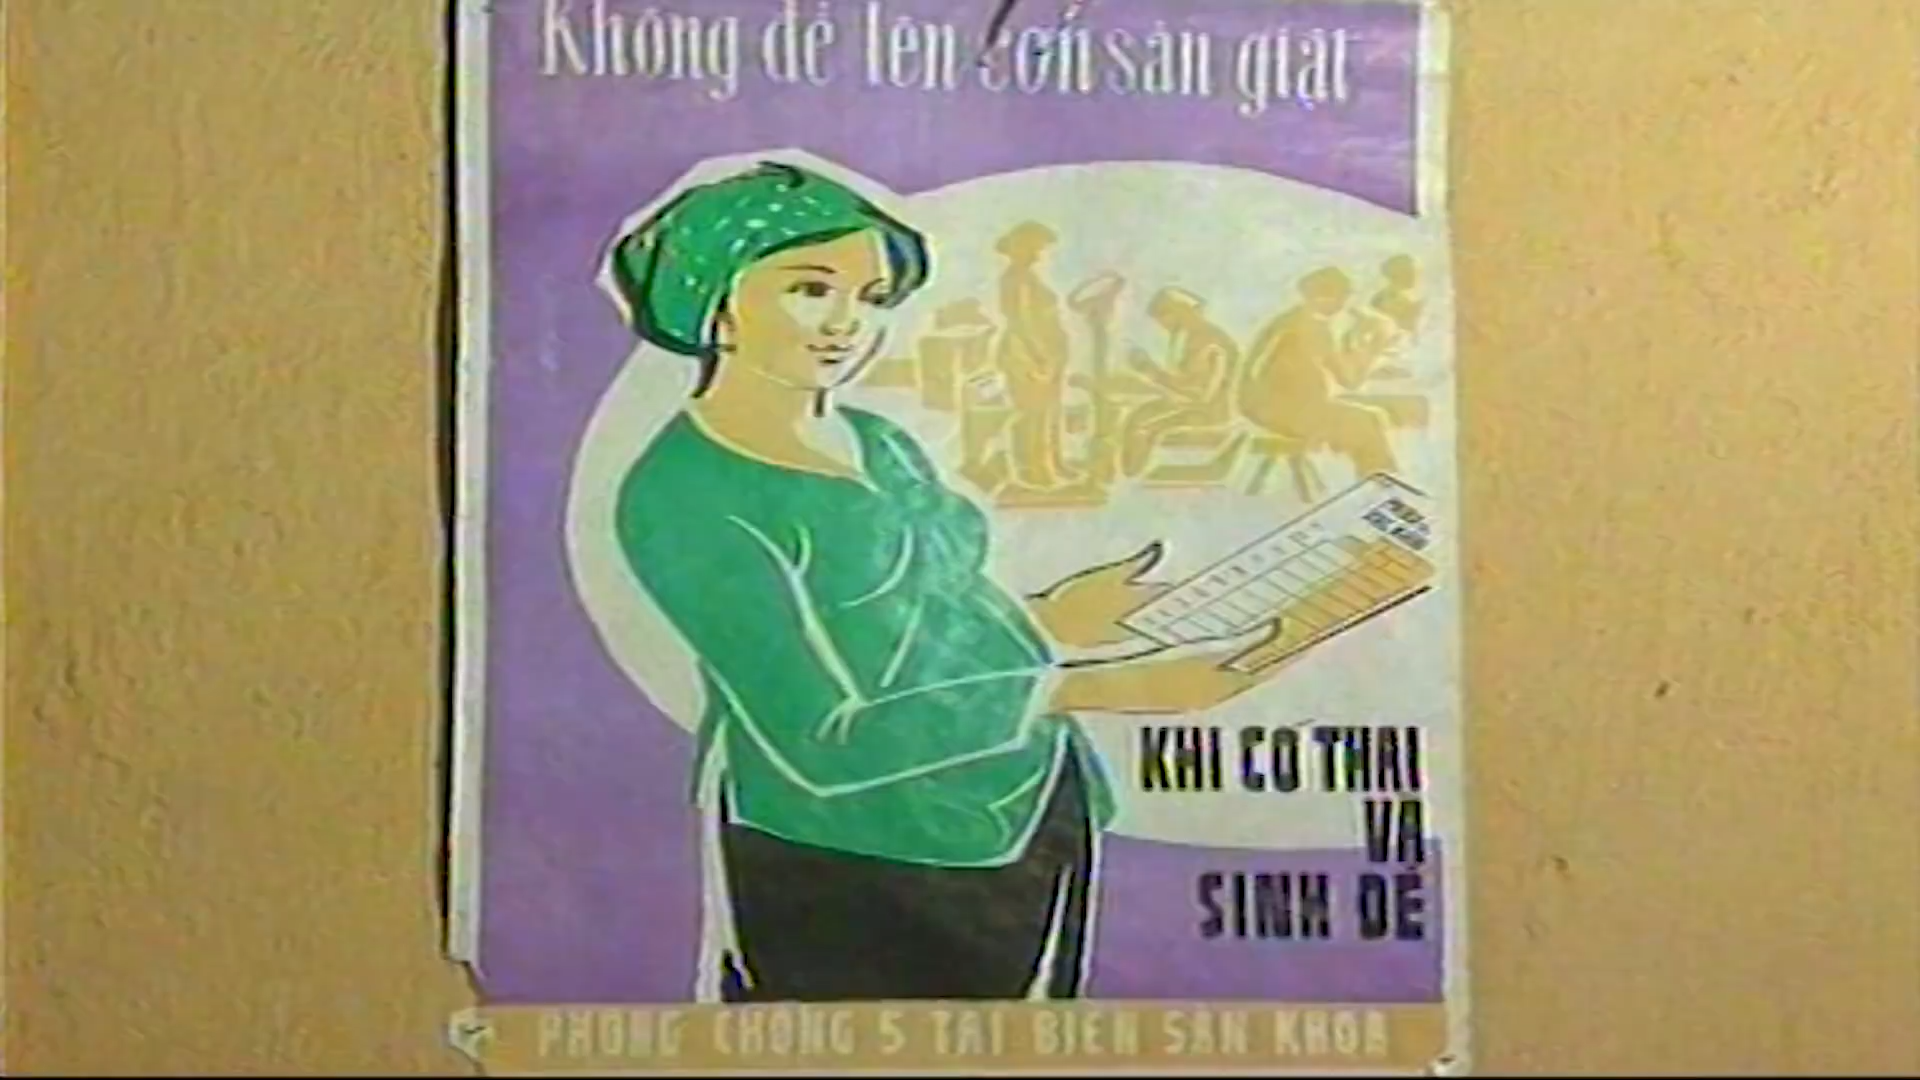 Không để lên cơn sản giật
KHI CÓ THAI
VÀ
SINH ĐẺ
PHÒNG CHỐNG 5 TAI BIẾN SẢN KHOA